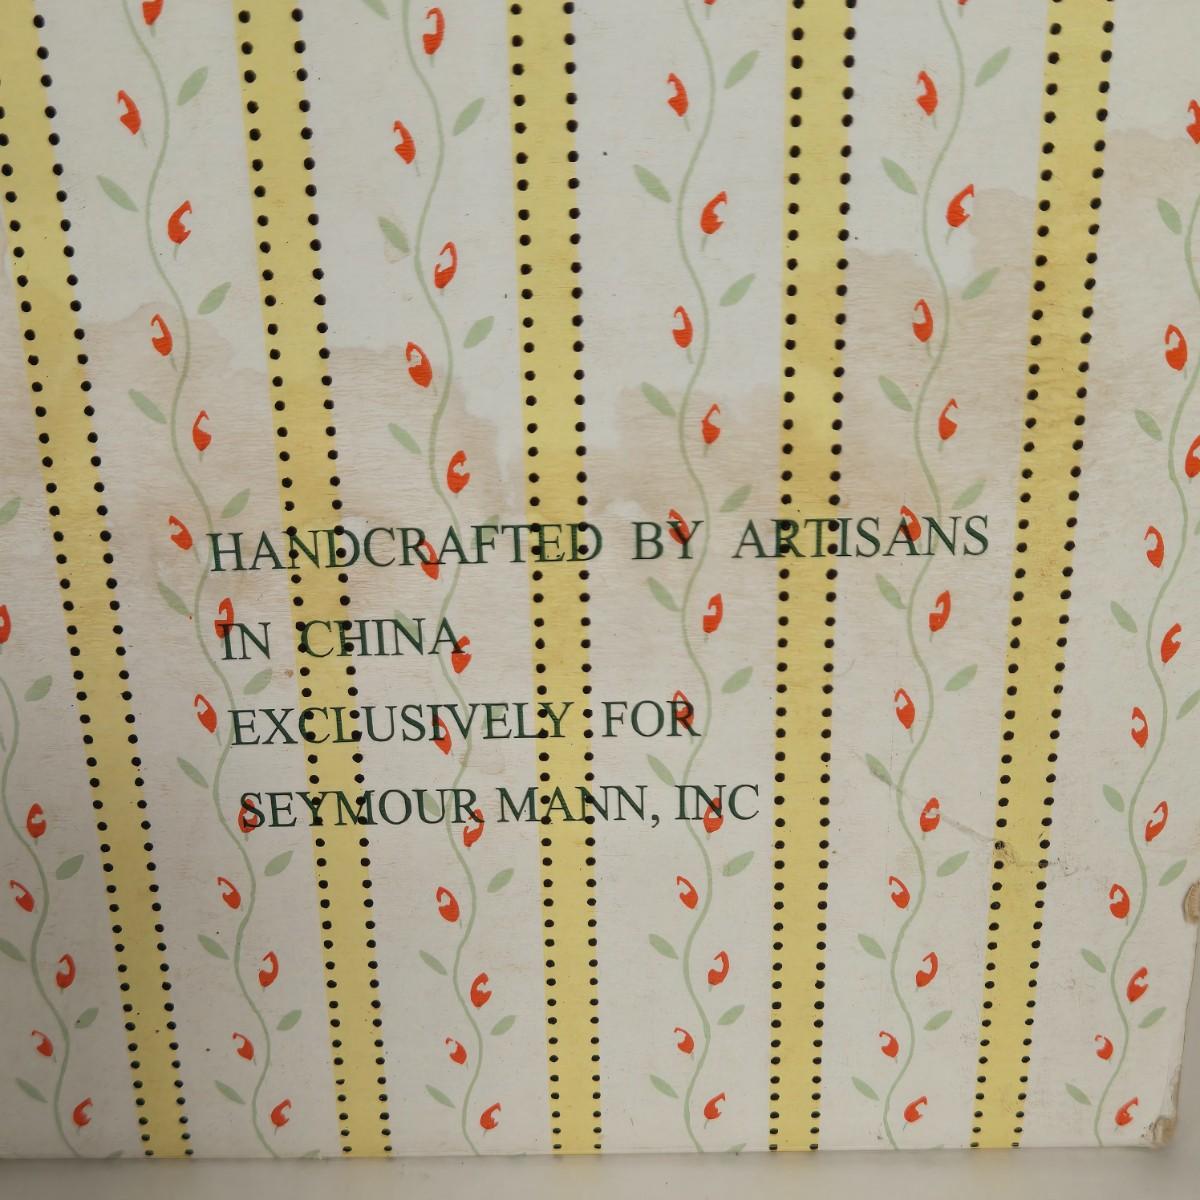 HANDCRAFTED BY ARTISANS
IN CHINA
EXCLUSIVELY FOR
SEYMOUR MANN, INC